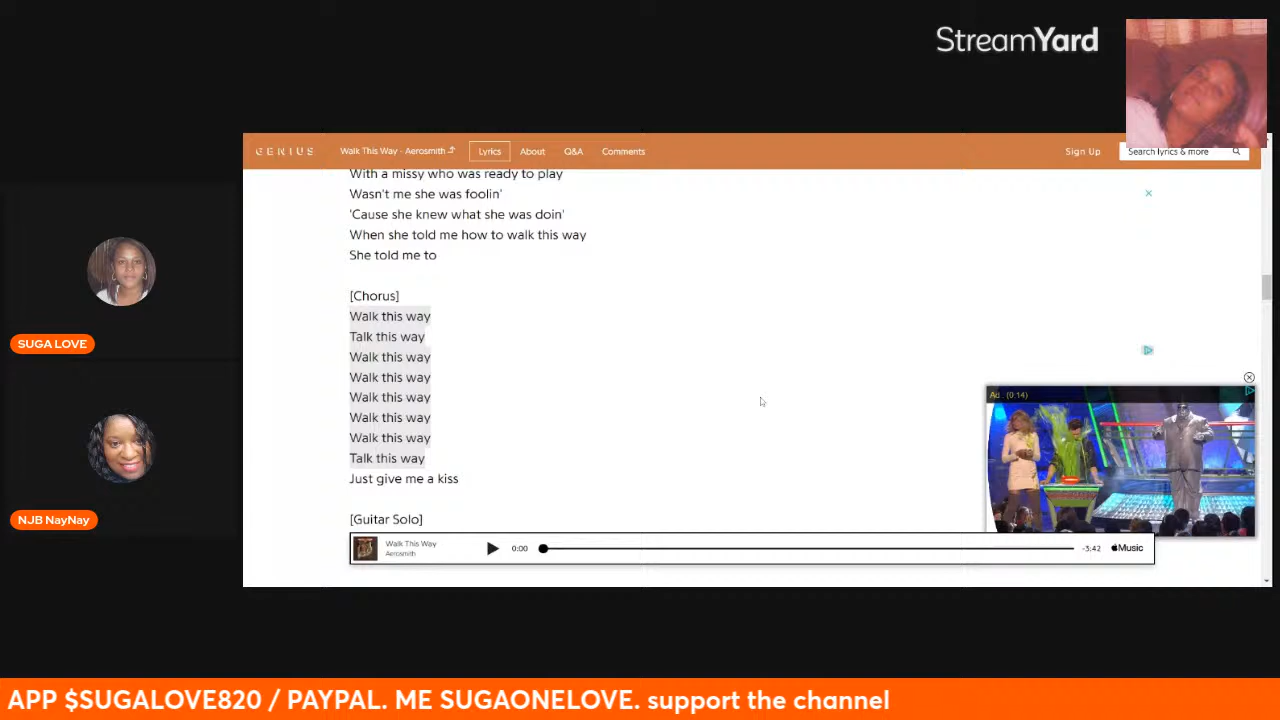 StreamYard
GENIUS
Walk This Way - Aerosmith
Lyrics
About
Q&A
Comments
Sign Up
Search lyrics & more
With a missy who was ready to play
Wasn't me she was foolin'
'Cause she knew what she was doin'
When she told me how to walk this way
She told me to
[Chorus]
Walk this way
Talk this way
Walk this way
Walk this way
Walk this way
Walk this way
Walk this way
Talk this way
Just give me a kiss
[Guitar Solo]
Ad : (0:14)
Walk This Way
Aerosmith
0:00
-3:42
Music
SUGA LOVE
NJB NayNay
APP $SUGALOVE820 / PAYPAL. ME SUGAONELOVE. support the channel